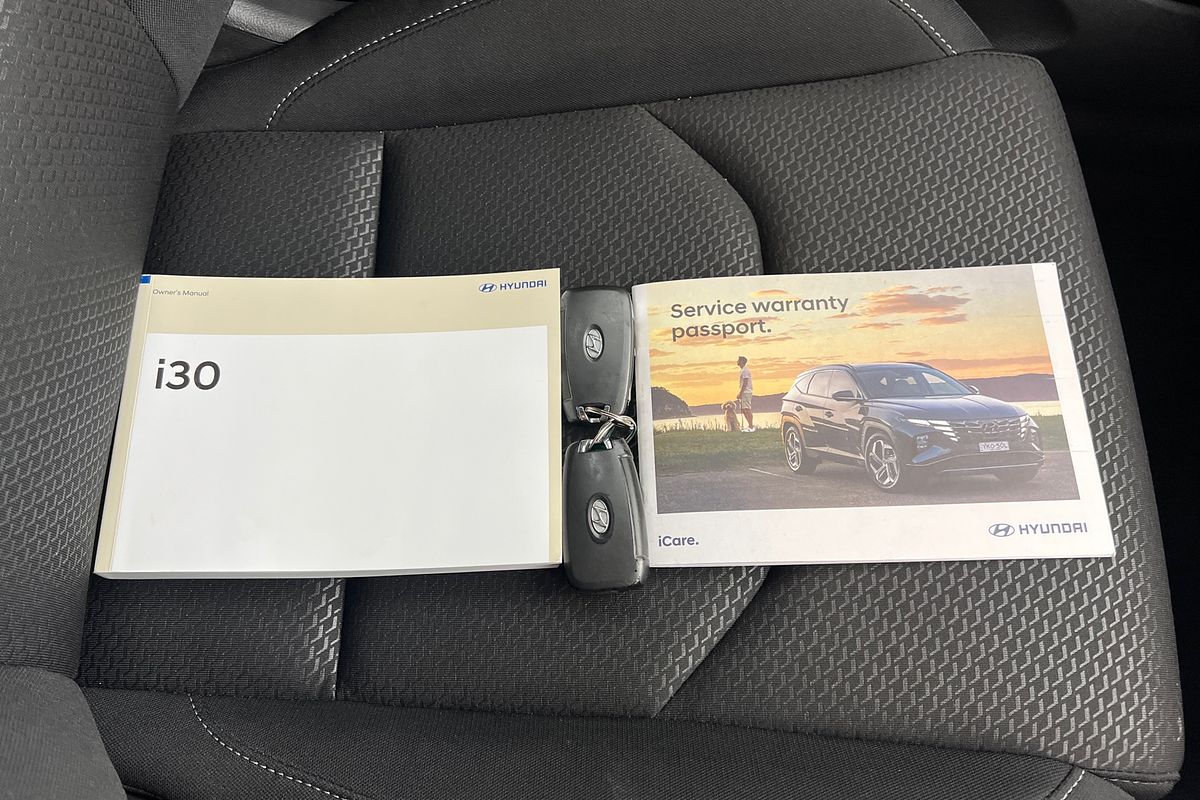 Owner's Manual
HYUNDAI
i30
Service warranty
passport.
iCare.
HYUNDAI